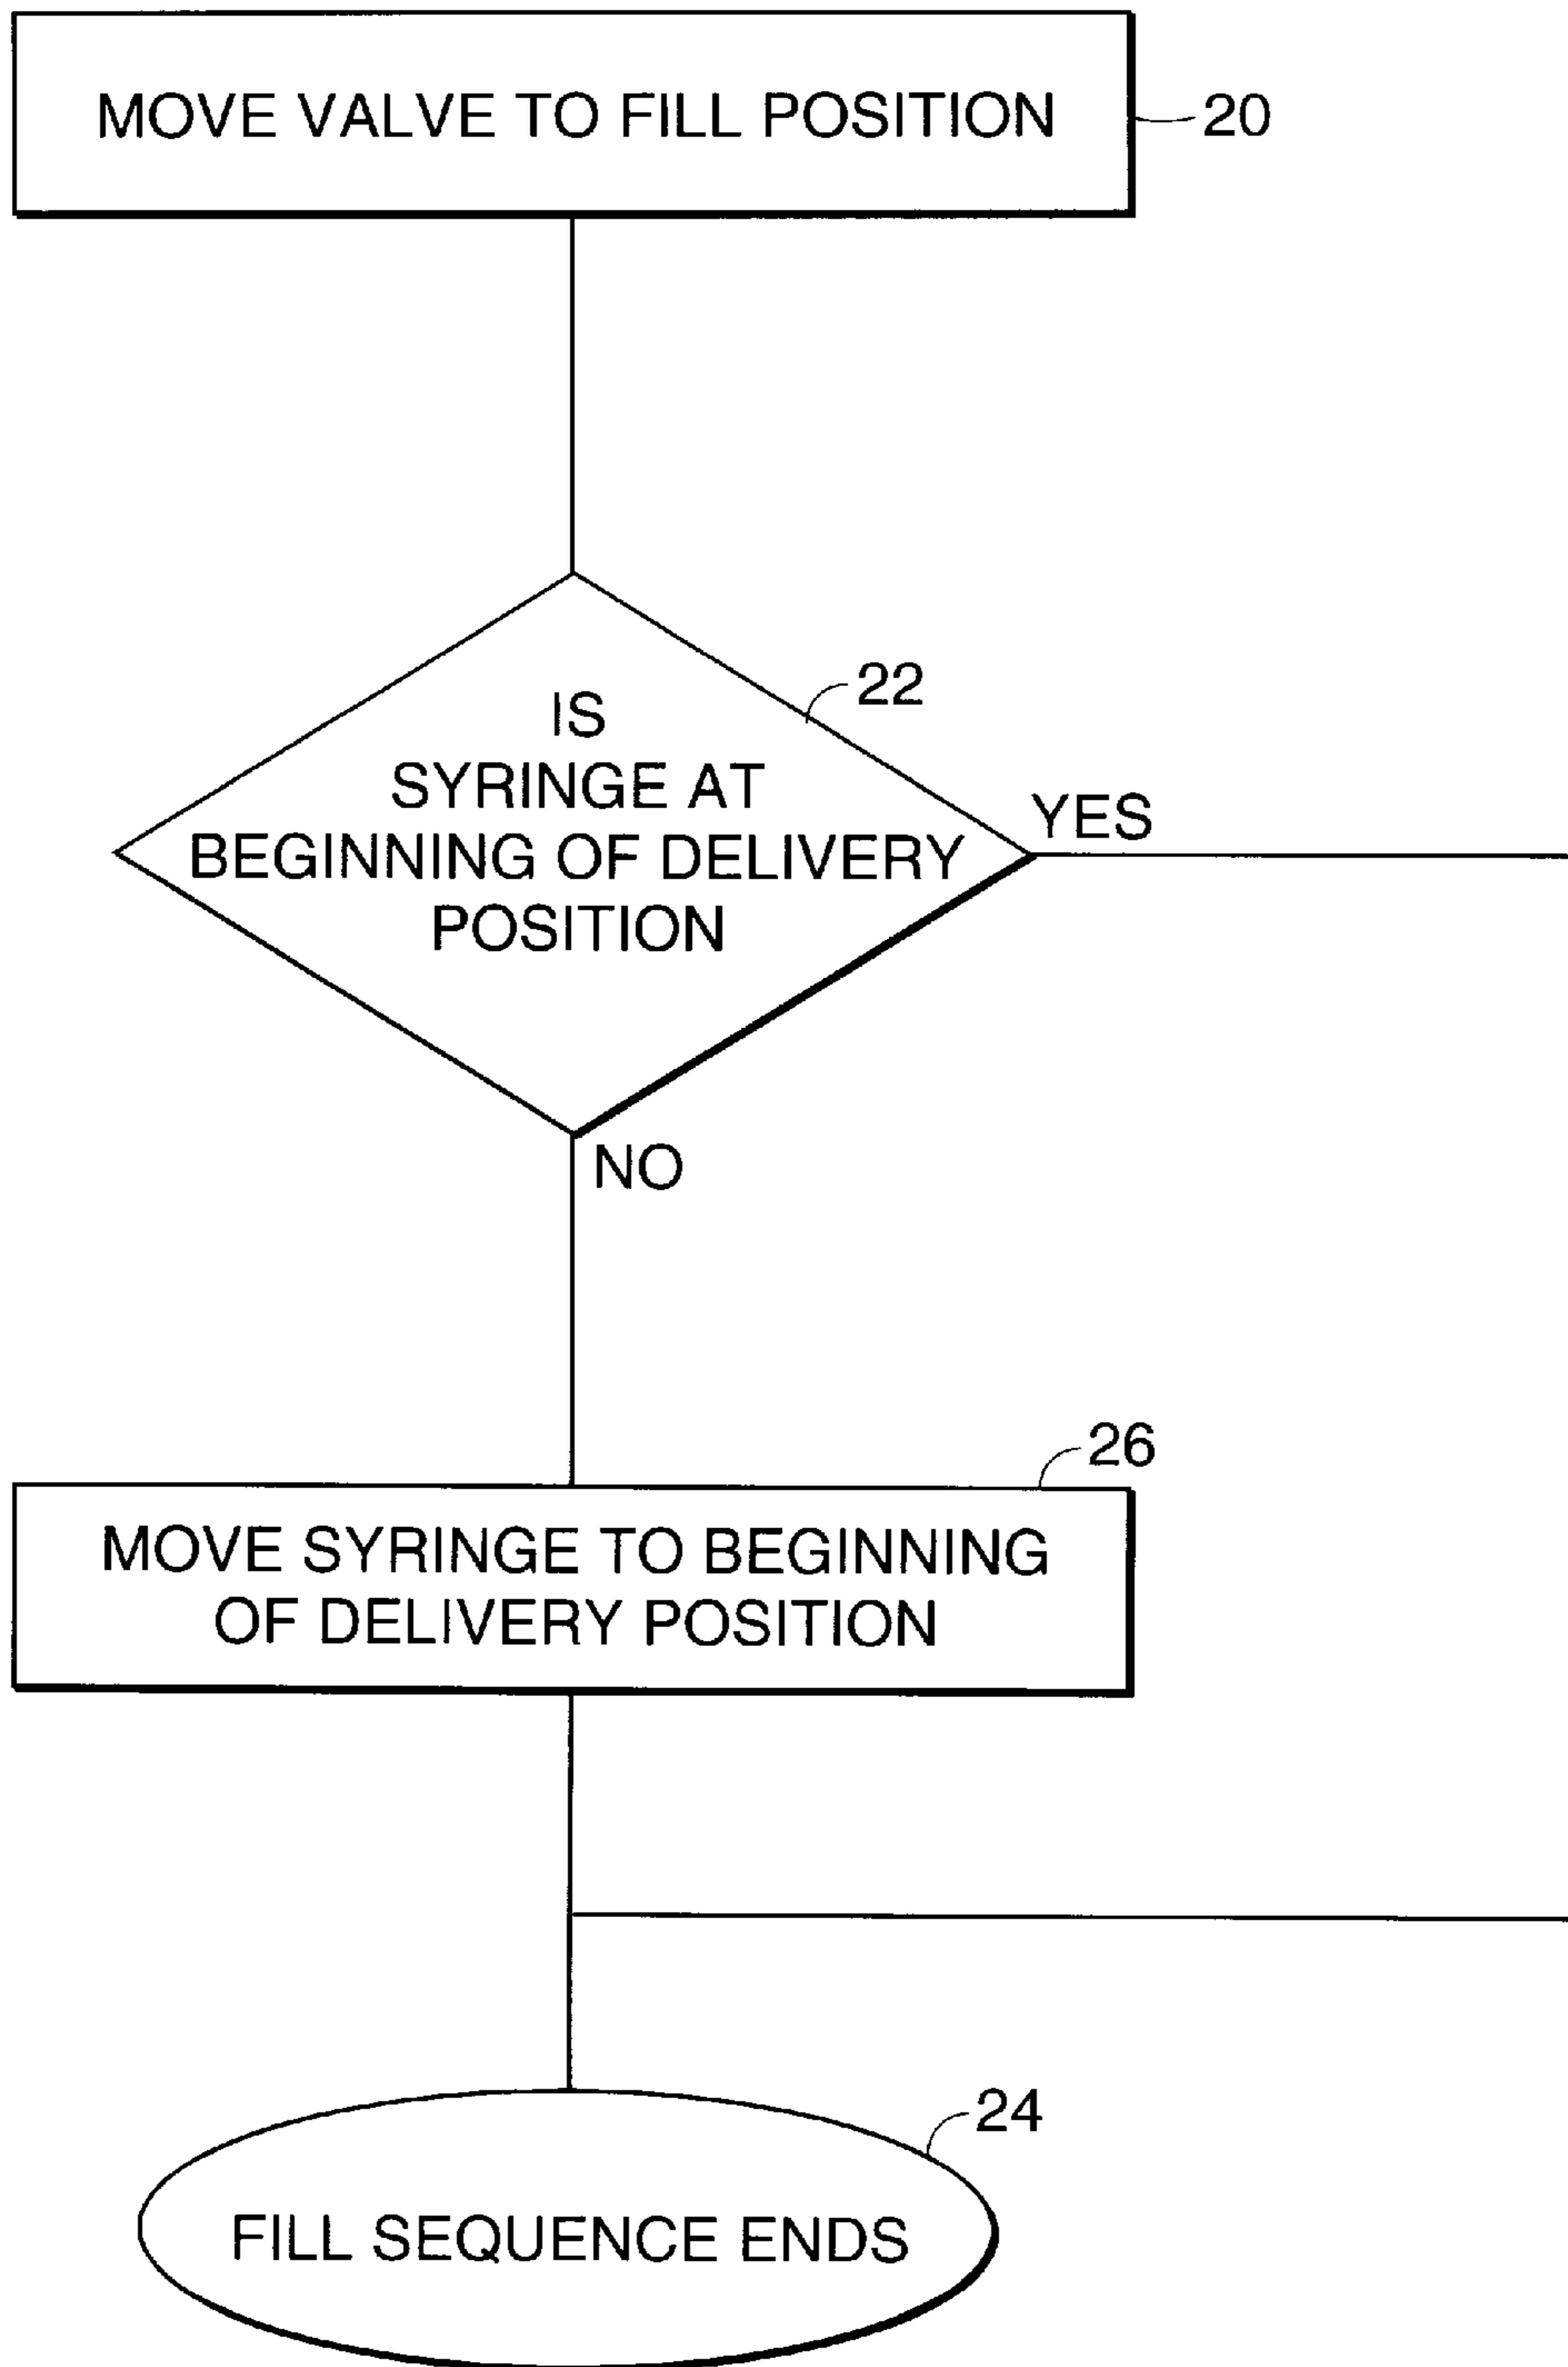 MOVE VALVE TO FILL POSITION
20
22
IS
SYRINGE AT
BEGINNING OF DELIVERY
POSITION
YES
NO
26
MOVE SYRINGE TO BEGINNING
OF DELIVERY POSITION
24
FILL SEQUENCE ENDS